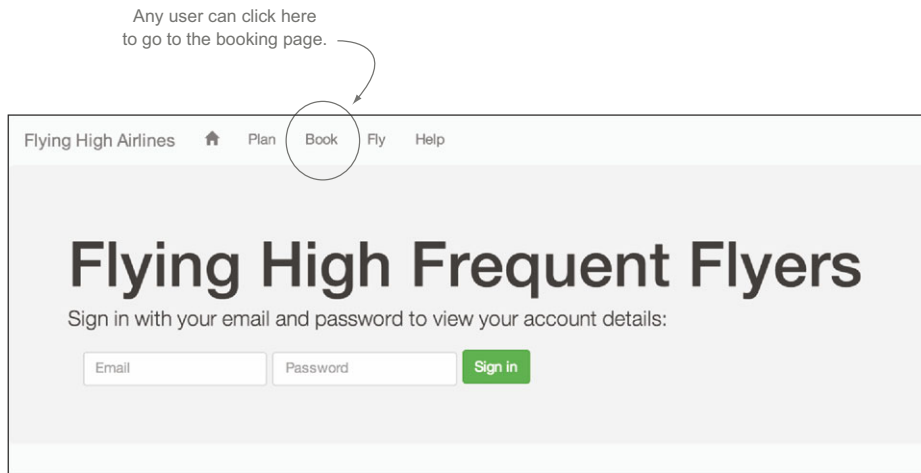 Any user can click here
to go to the booking page.
Flying High Airlines Plan Book Fly Help
Flying High Frequent Flyers
Sign in with your email and password to view your account details:
Email Password Sign in